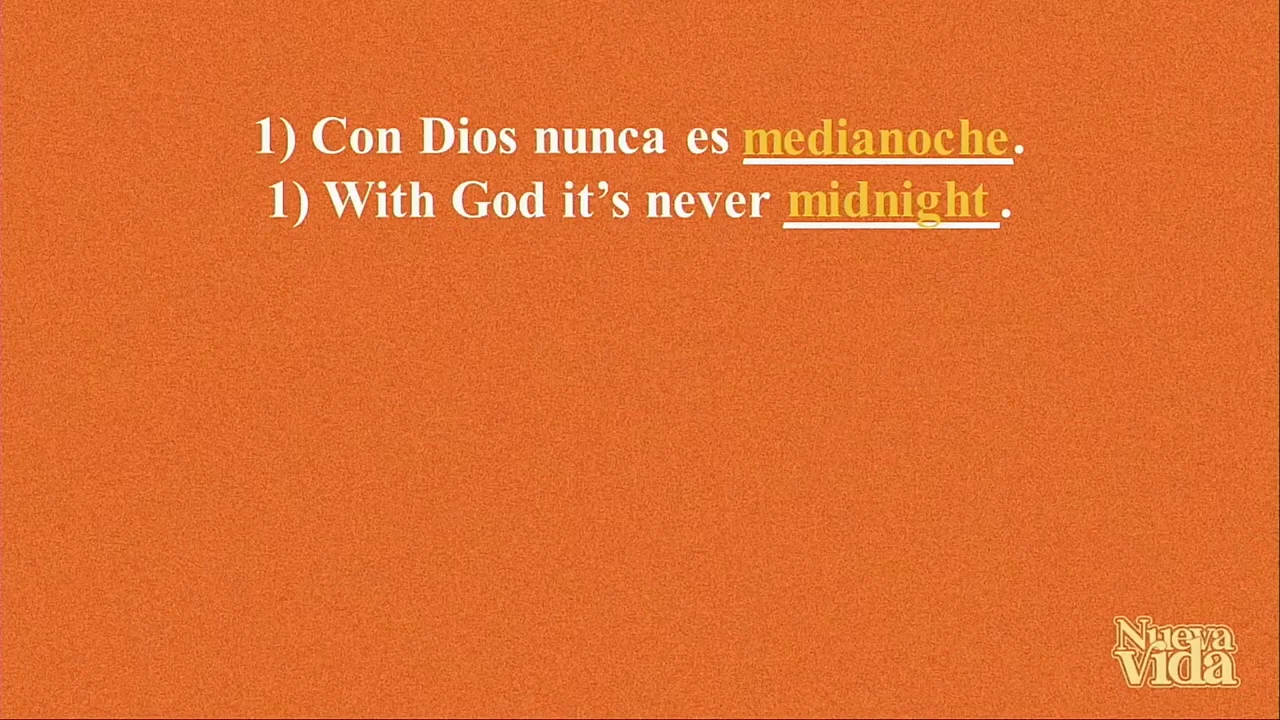 1) Con Dios nunca es medianoche.
1) With God it’s never midnight .
Nueva
Vida